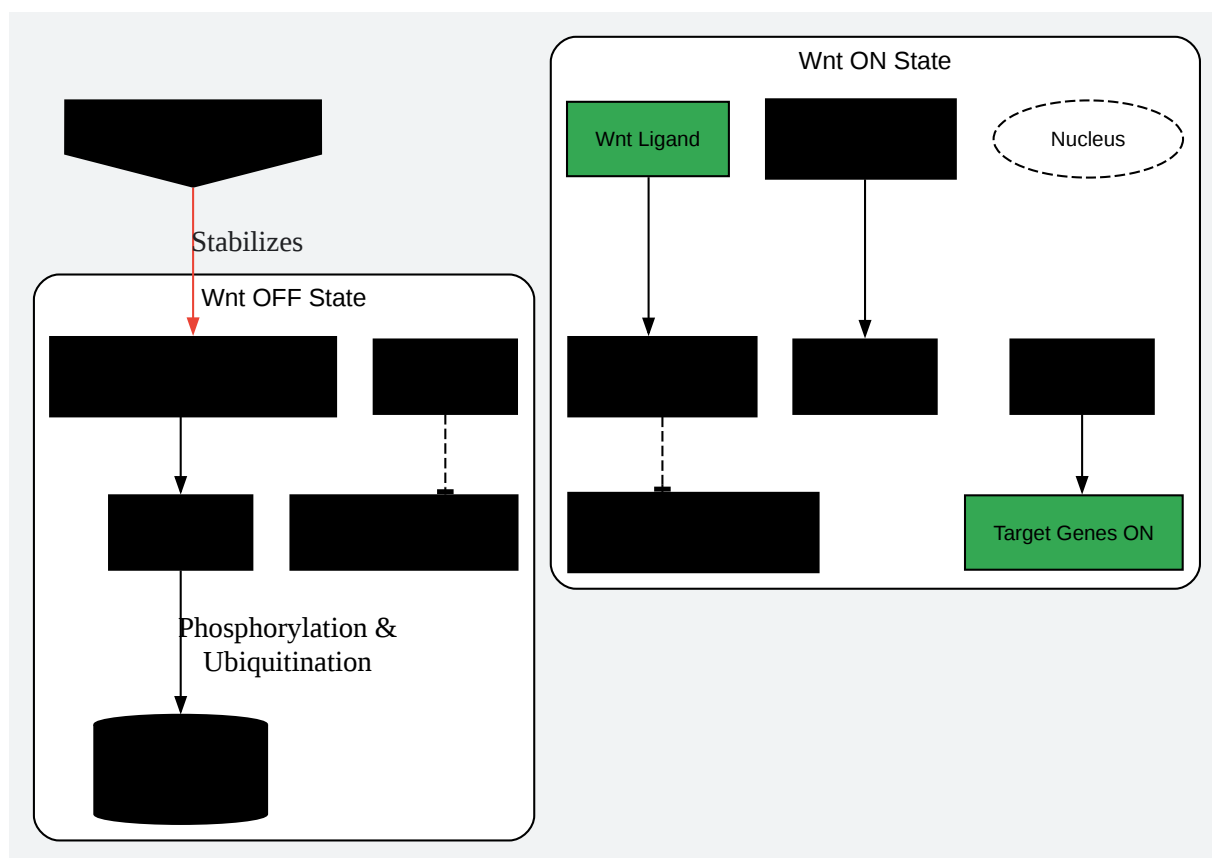 Wnt ON State
Wnt Ligand
Nucleus
Stabilizes
Wnt OFF State
Target Genes ON
Phosphorylation &
Ubiquitination